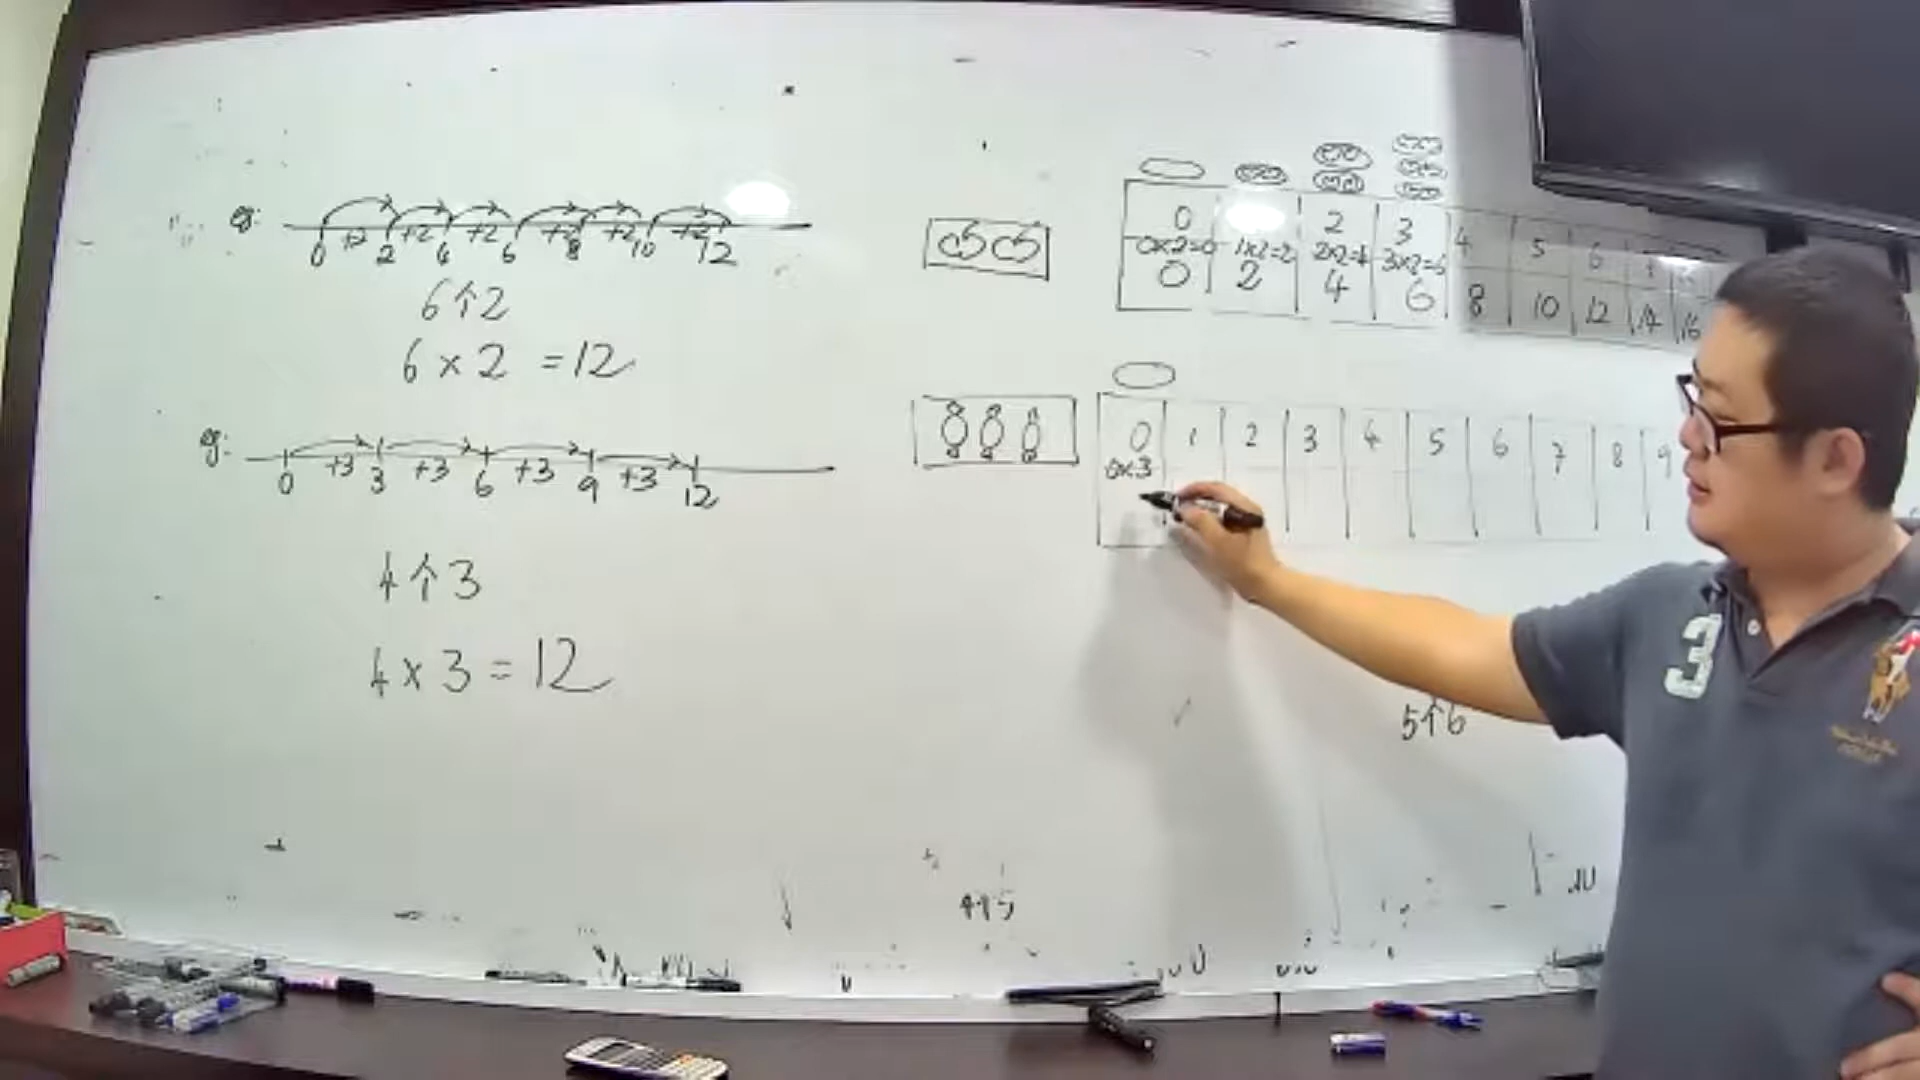 eg:
+2 +2 +2 +2 +2 +2
0 2 4 6 8 10 12
6个2
6 × 2 = 12
eg:
+3 +3 +3 +3
0 3 6 9 12
4个3
4 × 3 = 12
0 2 3 4 5 6
0×2=0 1×2=2 2×2=4 3×2=6
0 2 4 6 8 10 12 14 16
0 1 2 3 4 5 6 7 8 9
0×3
5个6
3